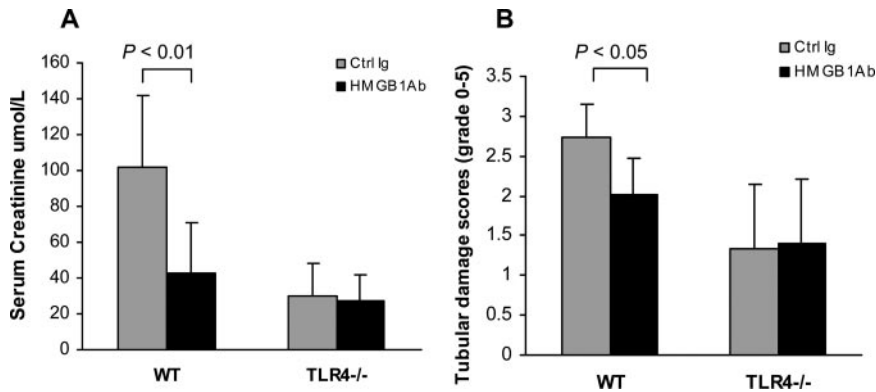 A
Serum Creatinine umol/L
160
140
120
100
80
60
40
20
0
P < 0.01
Ctrl Ig
HMGB1Ab
WT
TLR4-/-
B
Tubular damage scores (grade 0-5)
3.5
3
2.5
2
1.5
1
0.5
0
P < 0.05
Ctrl Ig
HMGB1Ab
WT
TLR4-/-